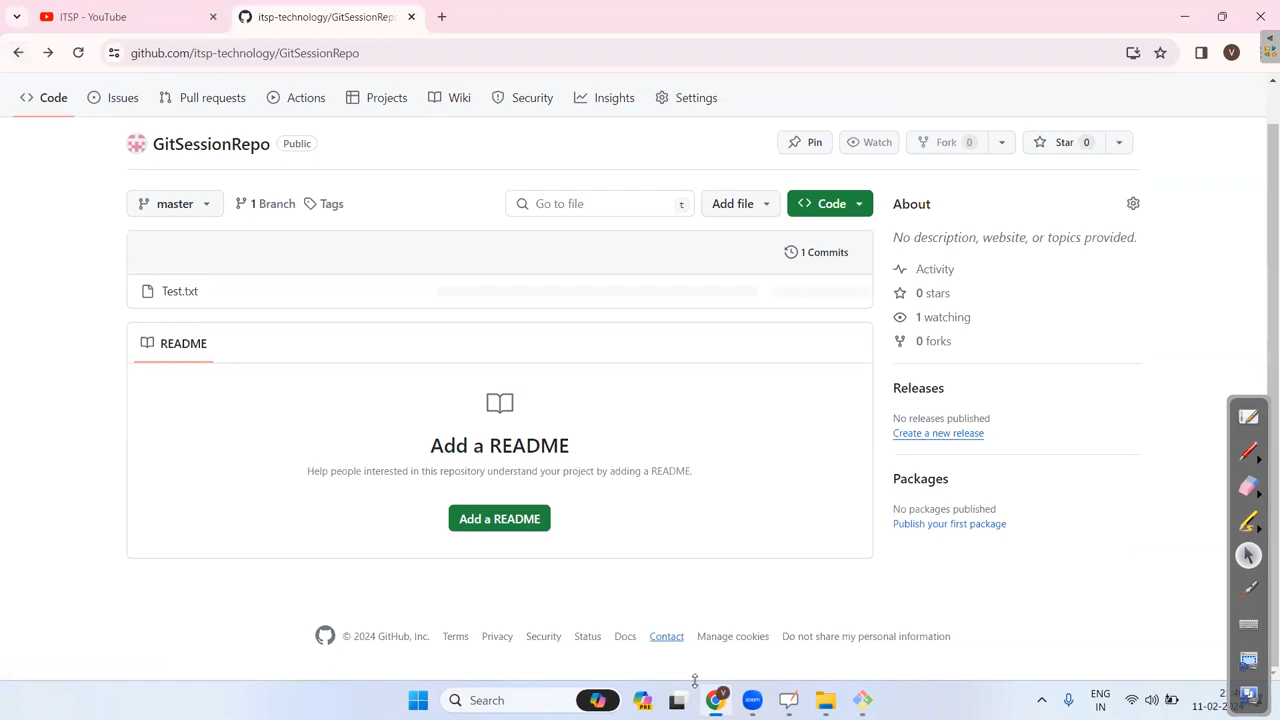 ITSP - YouTube
itsp-technology/GitSessionRepo
github.com/itsp-technology/GitSessionRepo
V
Code
Issues
Pull requests
Actions
Projects
Wiki
Security
Insights
Settings
GitSessionRepo Public
Pin
Watch
Fork 0
Star 0
master
1 Branch
Tags
Go to file t
Add file
Code
1 Commits
Test.txt
README
Add a README
Help people interested in this repository understand your project by adding a README.
Add a README
About
No description, website, or topics provided.
Activity
0 stars
1 watching
0 forks
Releases
No releases published
Create a new release
Packages
No packages published
Publish your first package
© 2024 GitHub, Inc. Terms Privacy Security Status Docs Contact Manage cookies Do not share my personal information
Search
PRE
V
zoom
ENG
IN